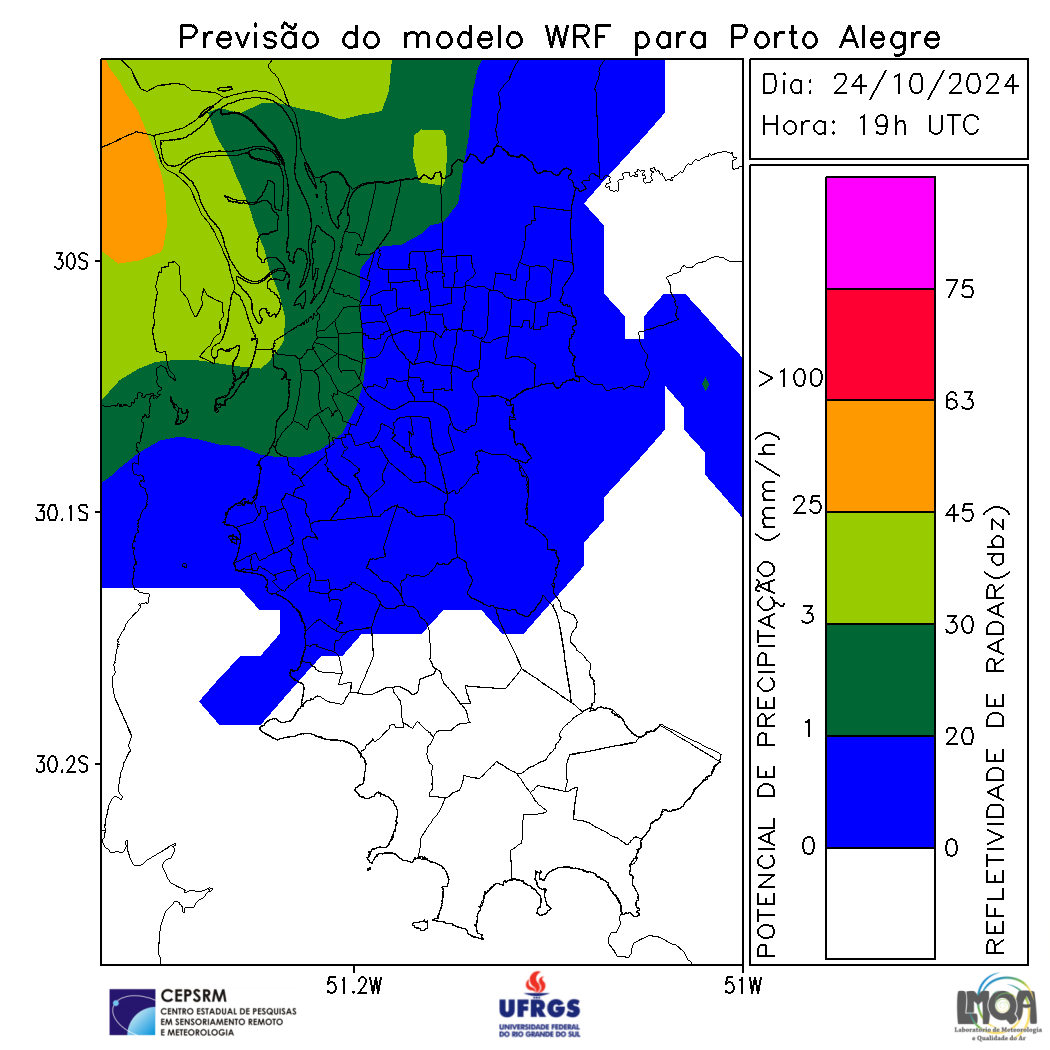 Previsão do modelo WRF para Porto Alegre
Dia: 24/10/2024
Hora: 19h UTC
30S
30.1S
30.2S
51.2W
51W
POTENCIAL DE PRECIPITAÇÃO (mm/h)
>100
25
3
1
0
75
63
45
30
20
0
REFLETIVIDADE DE RADAR(dbz)
CEPSRM
CENTRO ESTADUAL DE PESQUISAS
EM SENSORIAMENTO REMOTO
E METEOROLOGIA
UFRGS
UNIVERSIDADE FEDERAL
DO RIO GRANDE DO SUL
LMQA
Laboratório de Meteorologia
e Qualidade do Ar